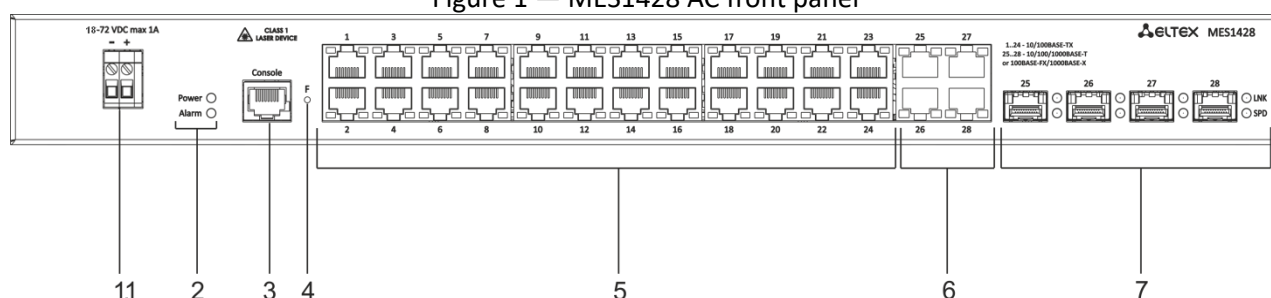 Figure 1 — MES1428 AC front panel
18-72 VDC max 1A
- +
CLASS 1
LASER DEVICE
Console
Power
Alarm
F
1 3 5 7 9 11 13 15 17 19 21 23 25 27
2 4 6 8 10 12 14 16 18 20 22 24 26 28
ELTEX MES1428
1..24 - 10/100BASE-TX
25..28 - 10/100/1000BASE-T
or 100BASE-FX/1000BASE-X
25 26 27 28
LNK
SPD
11 2 3 4 5 6 7